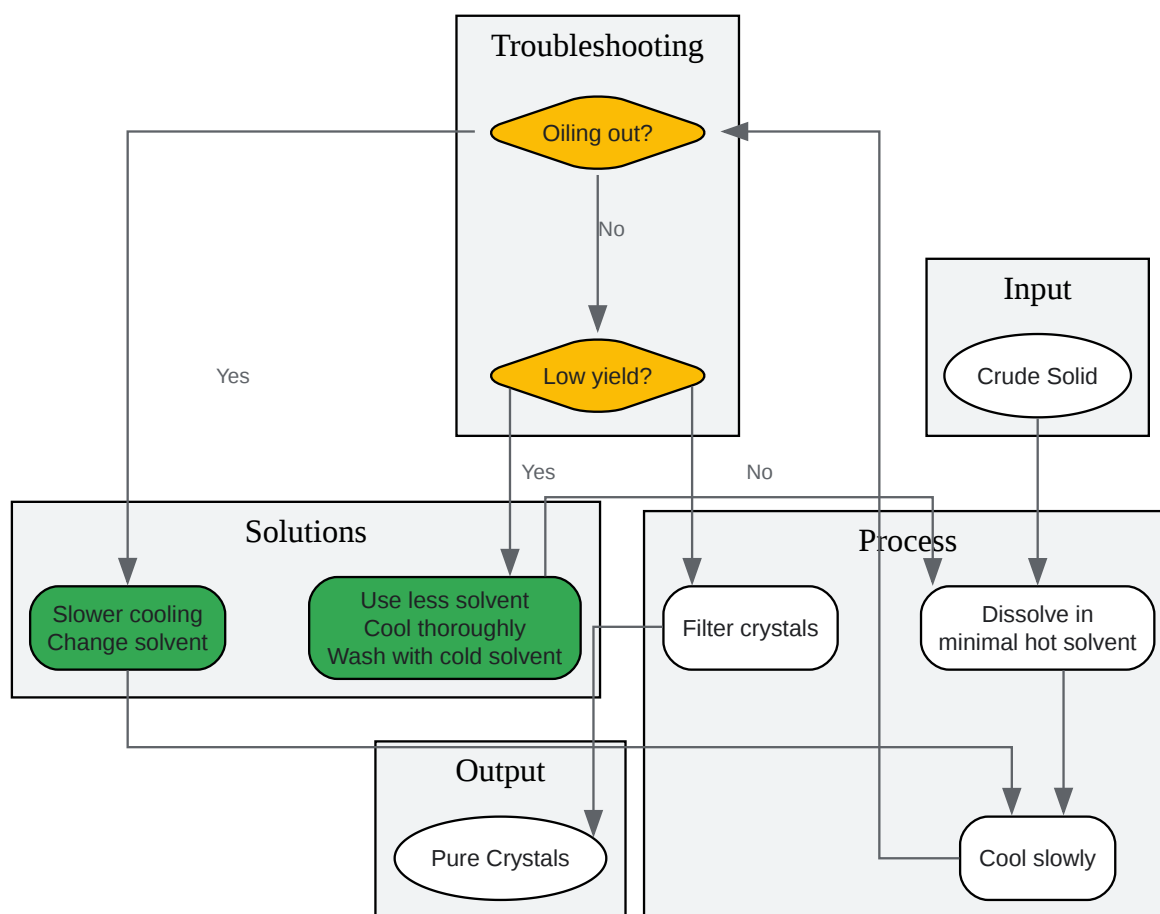 Troubleshooting
Oiling out?
No
Input
Low yield?
Crude Solid
Yes
Yes
No
Solutions
Process
Slower cooling
Change solvent
Use less solvent
Cool thoroughly
Wash with cold solvent
Filter crystals
Dissolve in
minimal hot solvent
Output
Pure Crystals
Cool slowly